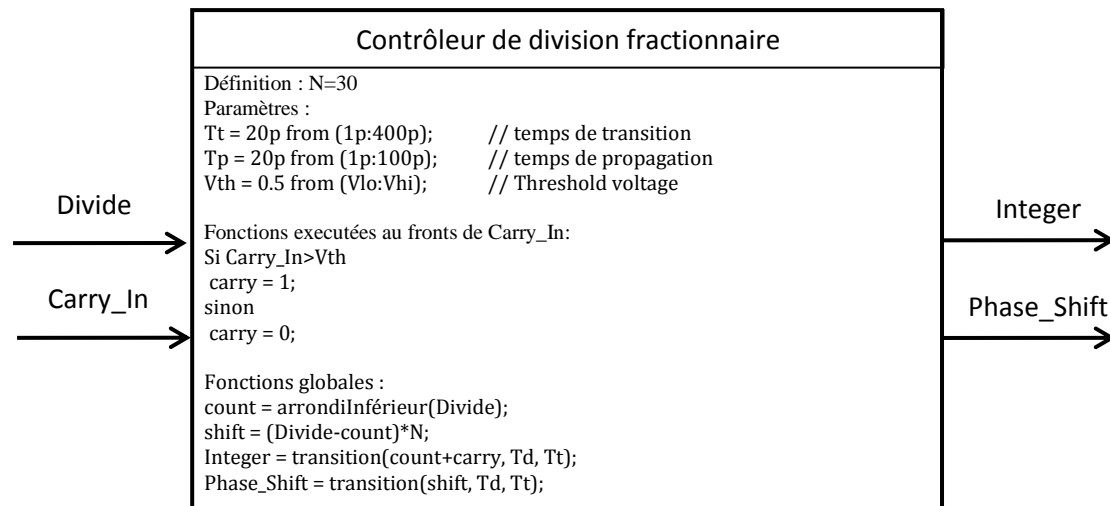 Contrôleur de division fractionnaire
Définition : N=30
Paramètres :
Tt = 20p from (1p:400p); // temps de transition
Tp = 20p from (1p:100p); // temps de propagation
Vth = 0.5 from (Vlo:Vhi); // Threshold voltage
Fonctions executées au fronts de Carry_In:
Si Carry_In>Vth
carry = 1;
sinon
carry = 0;
Fonctions globales :
count = arrondiInférieur(Divide);
shift = (Divide-count)*N;
Integer = transition(count+carry, Td, Tt);
Phase_Shift = transition(shift, Td, Tt);
Divide
Carry_In
Integer
Phase_Shift